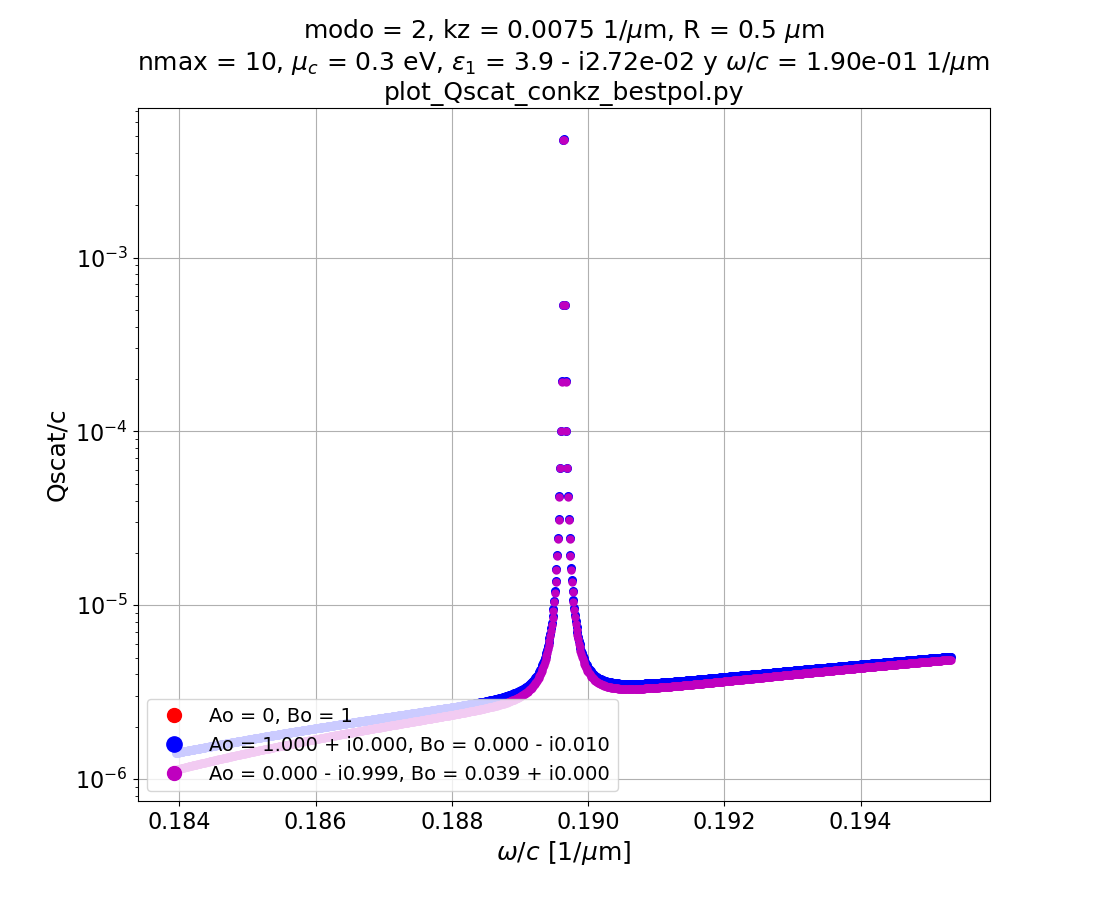 modo = 2, kz = 0.0075 1/μm, R = 0.5 μm
nmax = 10, μ_c = 0.3 eV, ε₁ = 3.9 - i2.72e-02 y ω/c = 1.90e-01 1/μm
plot_Qscat_conkz_bestpol.py
Qscat/c
10⁻³
10⁻⁴
10⁻⁵
10⁻⁶
Ao = 0, Bo = 1
Ao = 1.000 + i0.000, Bo = 0.000 - i0.010
Ao = 0.000 - i0.999, Bo = 0.039 + i0.000
0.184 0.186 0.188 0.190 0.192 0.194
ω/c [1/μm]